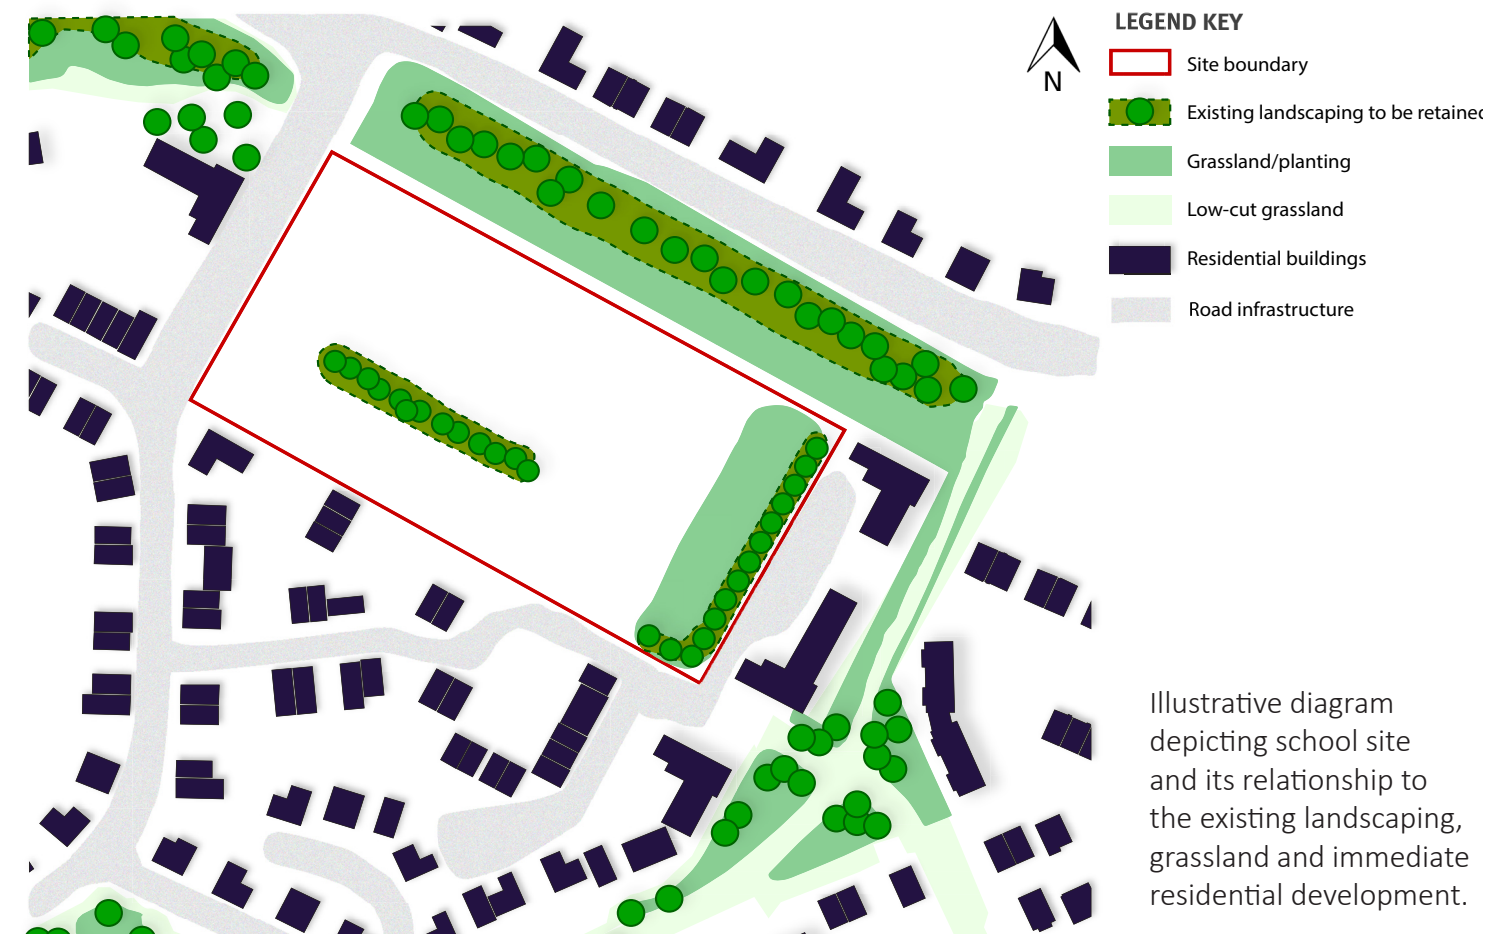 LEGEND KEY
N
Site boundary
Existing landscaping to be retained
Grassland/planting
Low-cut grassland
Residential buildings
Road infrastructure
Illustrative diagram
depicting school site
and its relationship to
the existing landscaping,
grassland and immediate
residential development.